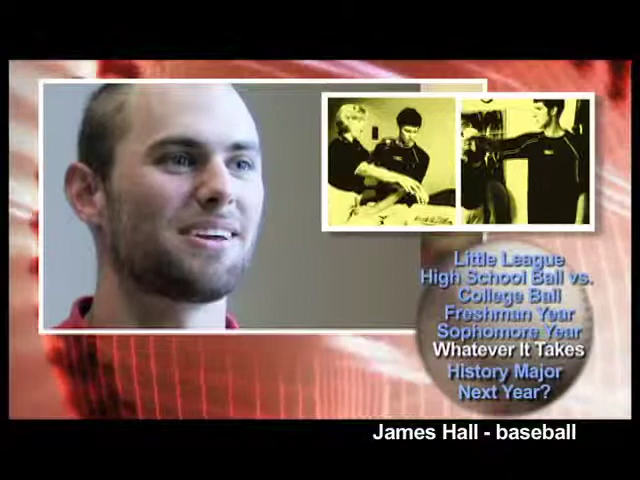 Little League
High School Ball vs.
College Ball
Freshman Year
Sophomore Year
Whatever It Takes
History Major
Next Year?
James Hall - baseball